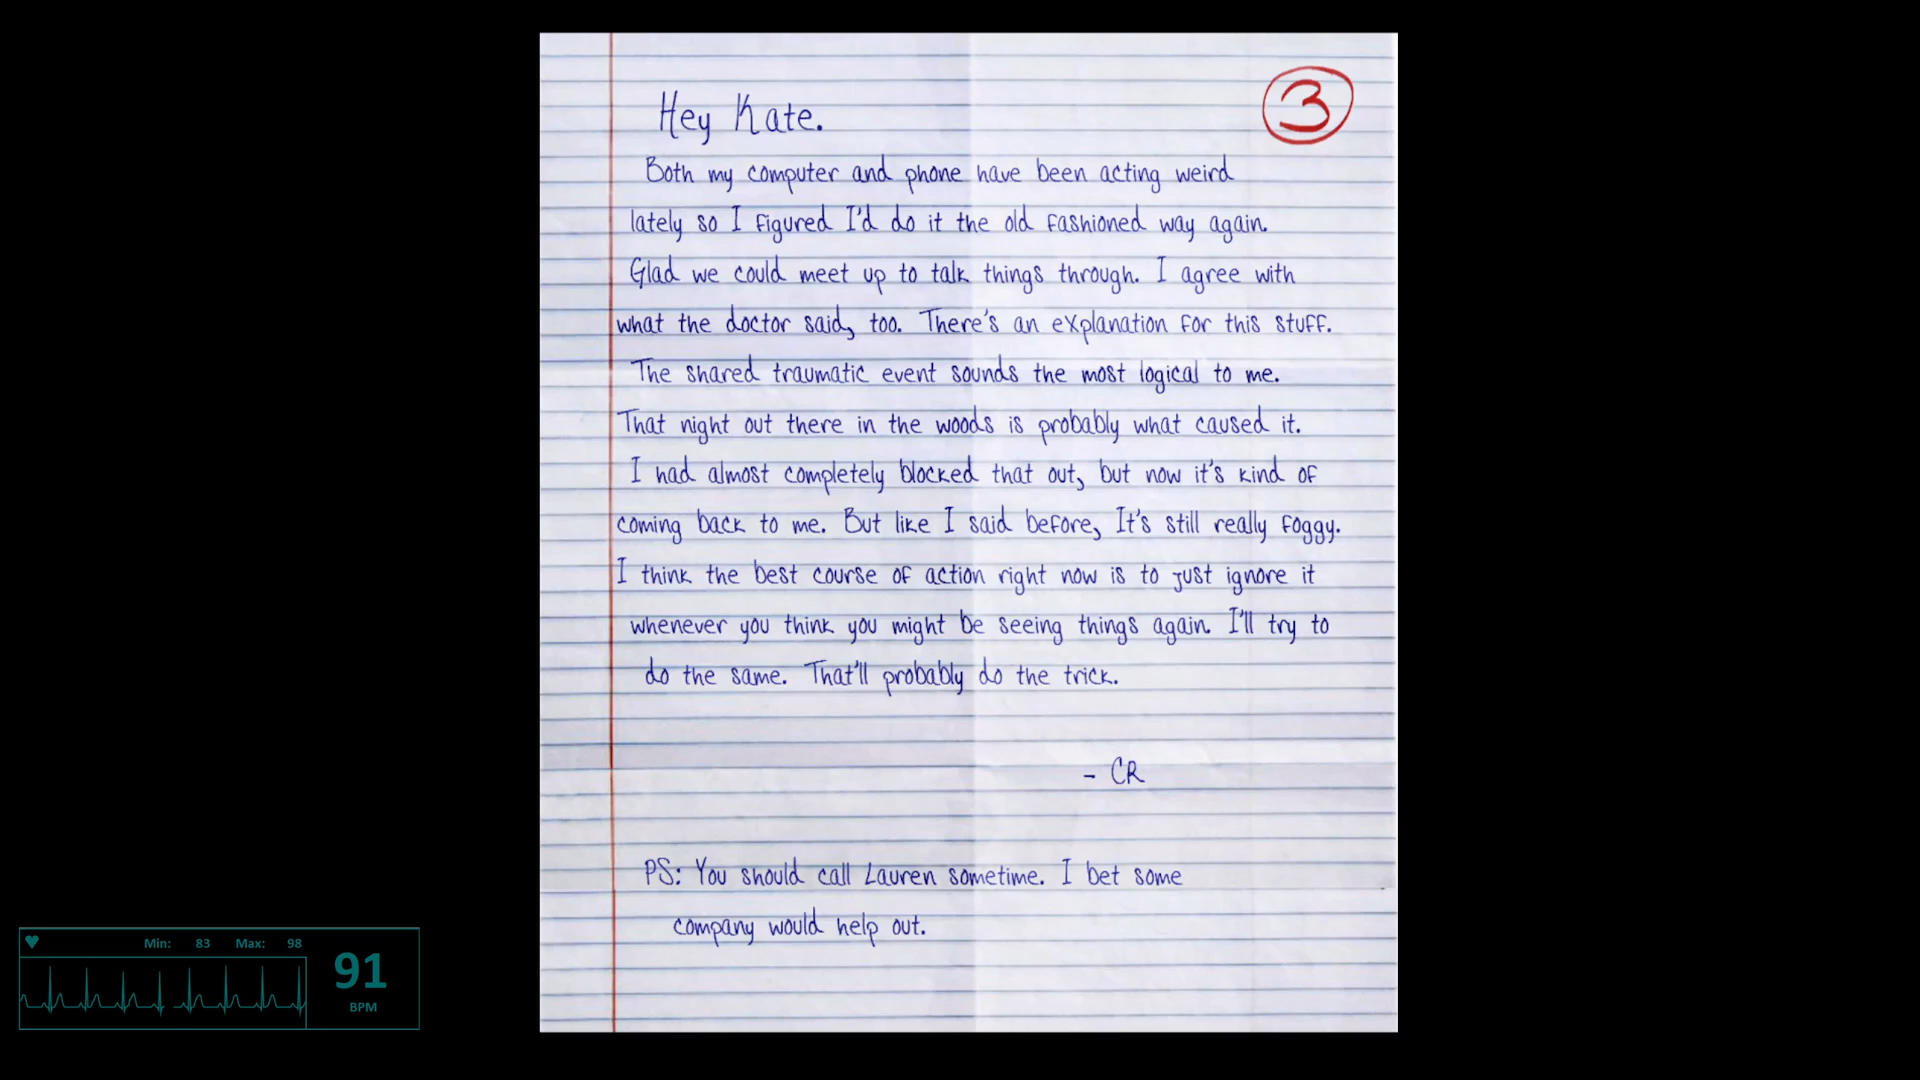 3
Hey Kate.
Both my computer and phone have been acting weird
lately so I figured I'd do it the old fashioned way again.
Glad we could meet up to talk things through. I agree with
what the doctor said, too. There's an explanation for this stuff.
The shared traumatic event sounds the most logical to me.
That night out there in the woods is probably what caused it.
I had almost completely blocked that out, but now it's kind of
coming back to me. But like I said before, It's still really foggy.
I think the best course of action right now is to just ignore it
whenever you think you might be seeing things again. I'll try to
do the same. That'll probably do the trick.
- CR
PS: You should call Lauren sometime. I bet some
company would help out.
Min: 83 Max: 98
91
BPM